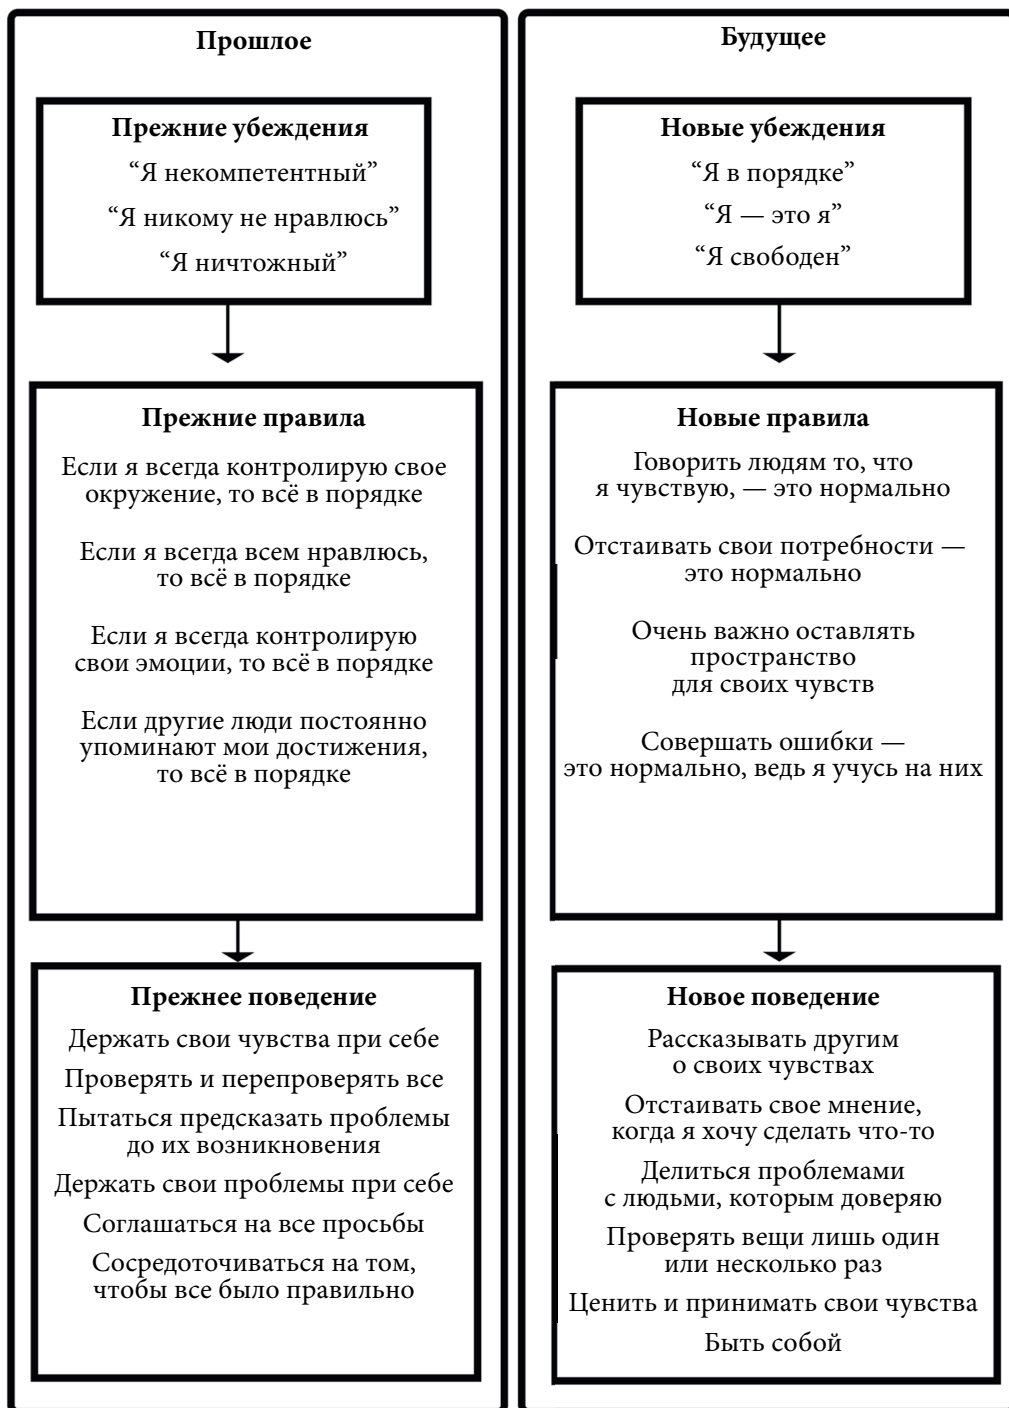 Прошлое
Прежние убеждения
“Я некомпетентный”
“Я никому не нравлюсь”
“Я ничтожный”
Прежние правила
Если я всегда контролирую свое
окружение, то всё в порядке
Если я всегда всем нравлюсь,
то всё в порядке
Если я всегда контролирую
свои эмоции, то всё в порядке
Если другие люди постоянно
упоминают мои достижения,
то всё в порядке
Прежнее поведение
Держать свои чувства при себе
Проверять и перепроверять все
Пытаться предсказать проблемы
до их возникновения
Держать свои проблемы при себе
Соглашаться на все просьбы
Сосредоточиваться на том,
чтобы все было правильно
Будущее
Новые убеждения
“Я в порядке”
“Я — это я”
“Я свободен”
Новые правила
Говорить людям то, что
я чувствую, — это нормально
Отстаивать свои потребности —
это нормально
Очень важно оставлять
пространство
для своих чувств
Совершать ошибки —
это нормально, ведь я учусь на них
Новое поведение
Рассказывать другим
о своих чувствах
Отстаивать свое мнение,
когда я хочу сделать что-то
Делиться проблемами
с людьми, которым доверяю
Проверять вещи лишь один
или несколько раз
Ценить и принимать свои чувства
Быть собой